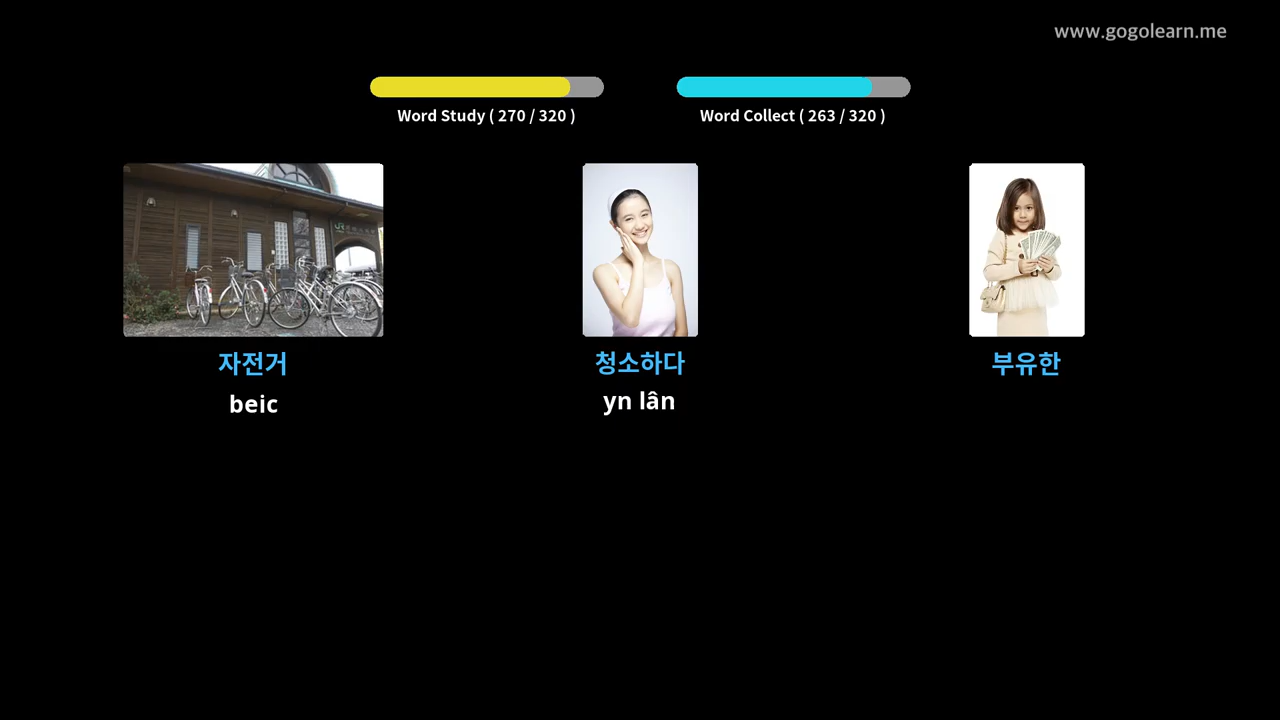 www.gogolearn.me
Word Study ( 270 / 320 )
Word Collect ( 263 / 320 )
자전거
청소하다
부유한
beic
yn lân